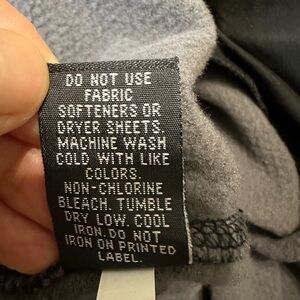 DO NOT USE
FABRIC
SOFTENERS OR
DRYER SHEETS.
MACHINE WASH
COLD WITH LIKE
COLORS.
NON-CHLORINE
BLEACH. TUMBLE
DRY LOW. COOL
IRON. DO NOT
IRON ON PRINTED
LABEL.